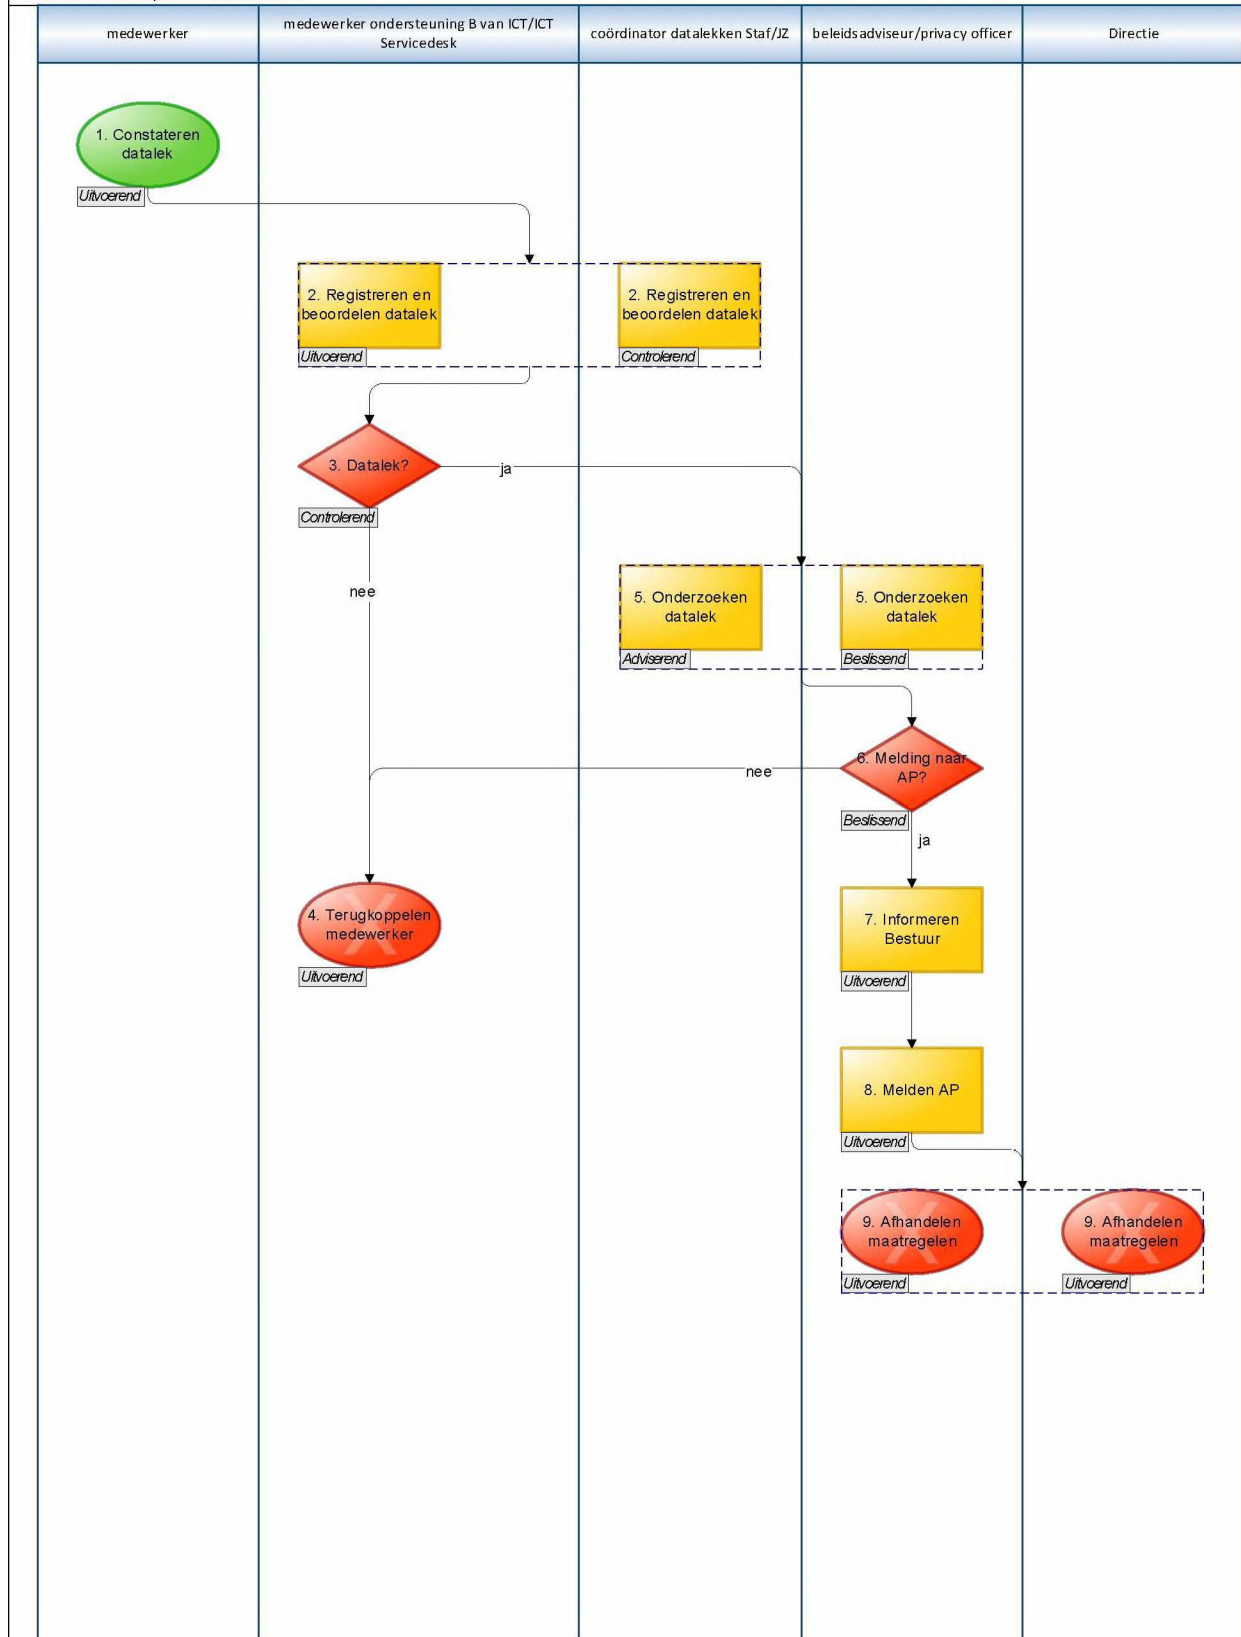 medewerker
medewerker ondersteuning B van ICT/ICT
Servicedesk
coördinator datalekken Staf/JZ
beleidsadviseur/privacy officer
Directie
1. Constateren
datalek
Uitvoerend
2. Registreren en
beoordelen datalek
Uitvoerend
2. Registreren en
beoordelen datalek
Controlerend
3. Datalek?
ja
Controlerend
nee
5. Onderzoeken
datalek
Adviserend
5. Onderzoeken
datalek
Beslissend
6. Melding naar
AP?
nee
Beslissend
ja
4. Terugkoppelen
medewerker
Uitvoerend
7. Informeren
Bestuur
Uitvoerend
8. Melden AP
Uitvoerend
9. Afhandelen
maatregelen
Uitvoerend
9. Afhandelen
maatregelen
Uitvoerend